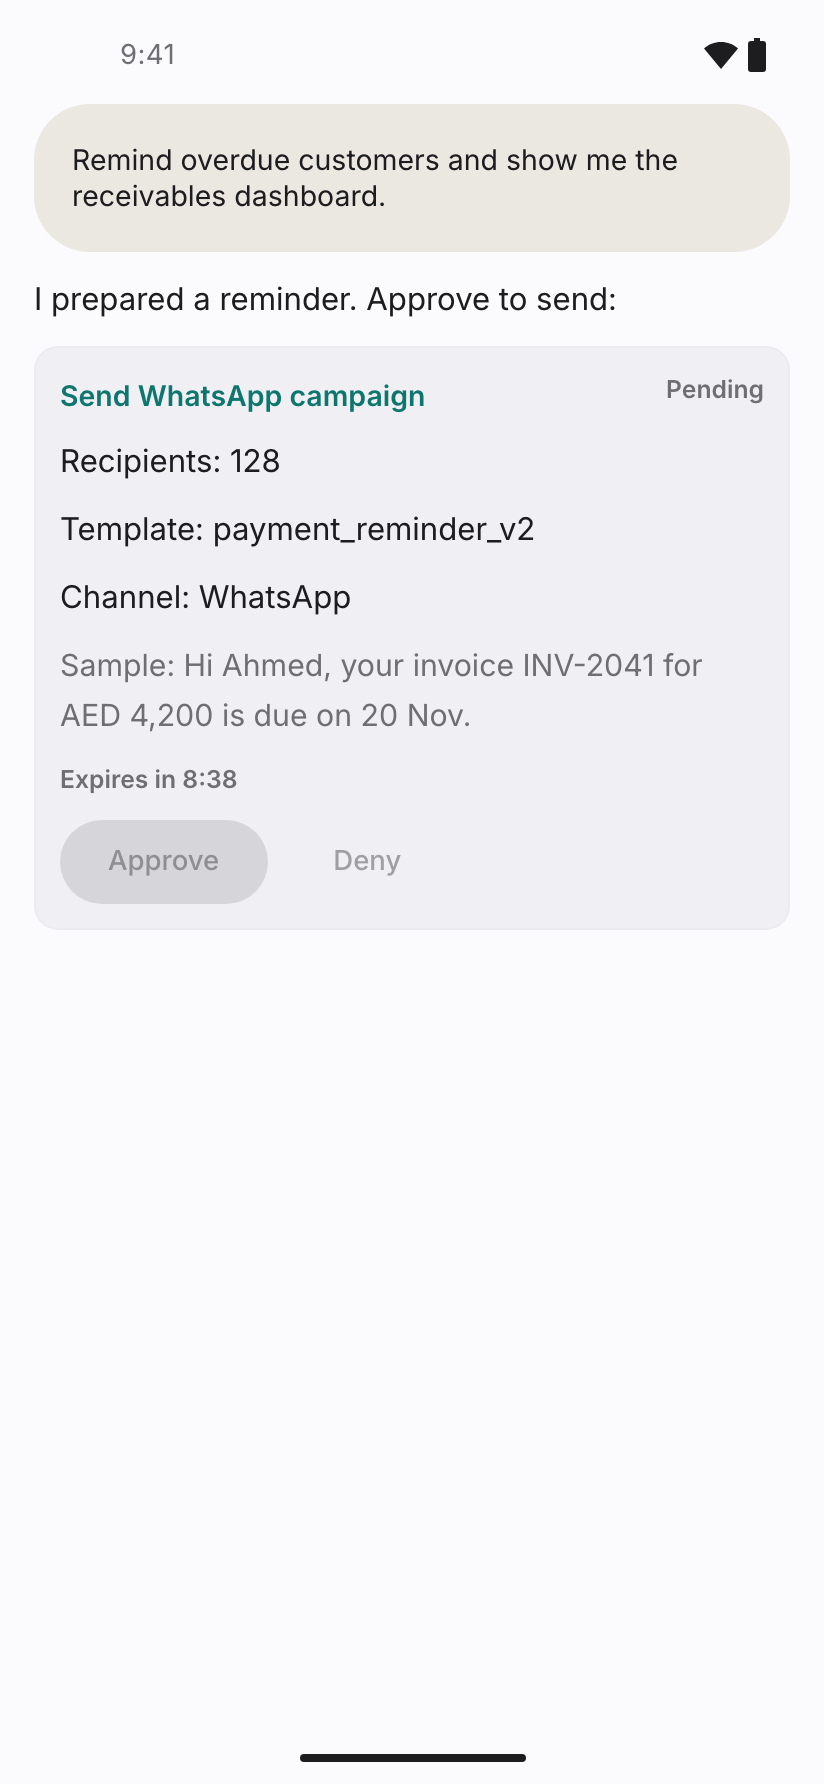 9:41
Remind overdue customers and show me the
receivables dashboard.
I prepared a reminder. Approve to send:
Send WhatsApp campaign
Pending
Recipients: 128
Template: payment_reminder_v2
Channel: WhatsApp
Sample: Hi Ahmed, your invoice INV-2041 for
AED 4,200 is due on 20 Nov.
Expires in 8:38
Approve
Deny